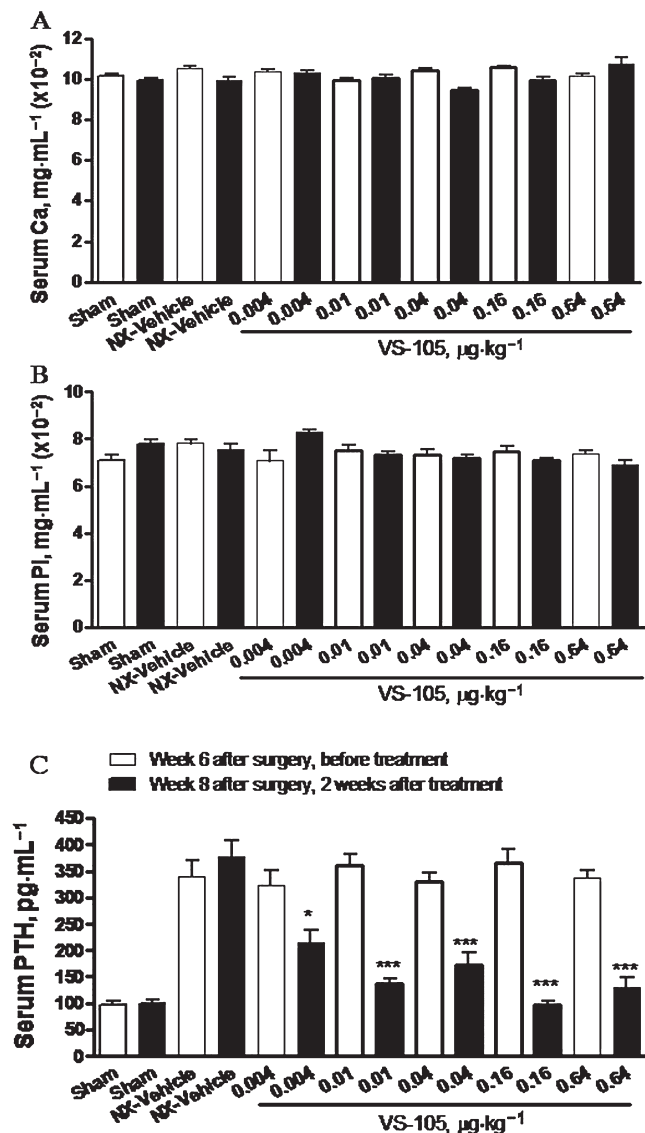 A
Serum Ca, mg·mL⁻¹ (x10⁻²)
12
10
8
6
4
2
0
Sham
Sham
NX-Vehicle
NX-Vehicle
0.004
0.004
0.01
0.01
0.04
0.04
0.16
0.16
0.64
0.64
VS-105, µg·kg⁻¹
B
Serum PI, mg·mL⁻¹ (x10⁻²)
10
8
6
4
2
0
Sham
Sham
NX-Vehicle
NX-Vehicle
0.004
0.004
0.01
0.01
0.04
0.04
0.16
0.16
0.64
0.64
VS-105, µg·kg⁻¹
C
Week 6 after surgery, before treatment
Week 8 after surgery, 2 weeks after treatment
Serum PTH, pg·mL⁻¹
450
400
350
300
250
200
150
100
50
0
*
***
***
***
***
Sham
Sham
NX-Vehicle
NX-Vehicle
0.004
0.004
0.01
0.01
0.04
0.04
0.16
0.16
0.64
0.64
VS-105, µg·kg⁻¹